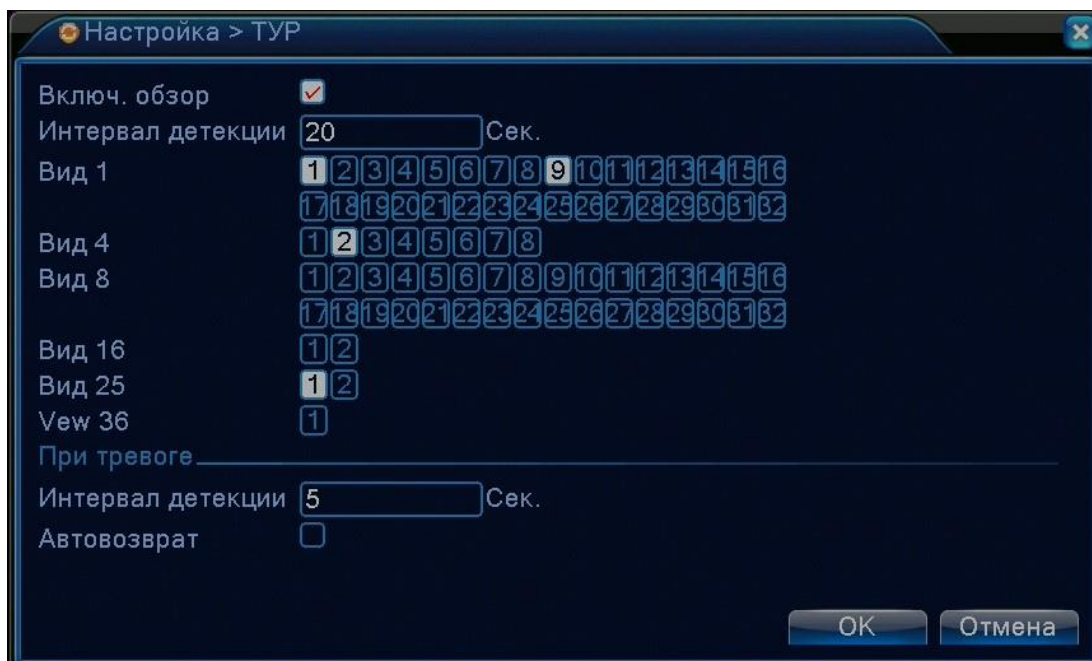 Настройка > ТУР
Включ. обзор
Интервал детекции 20 Сек.
Вид 1 1 2 3 4 5 6 7 8 9 10 11 12 13 14 15 16
17 18 19 20 21 22 23 24 25 26 27 28 29 30 31 32
Вид 4 1 2 3 4 5 6 7 8
Вид 8 1 2 3 4 5 6 7 8 9 10 11 12 13 14 15 16
17 18 19 20 21 22 23 24 25 26 27 28 29 30 31 32
Вид 16 1 2
Вид 25 1 2
Vew 36 1
При тревоге
Интервал детекции 5 Сек.
Автовозврат
OK Отмена